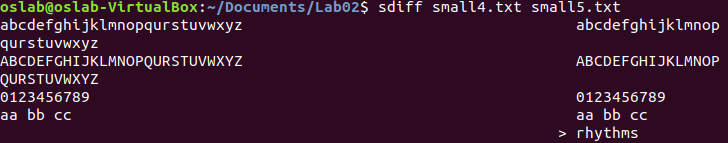 oslab@oslab-VirtualBox:~/Documents/Lab02$ sdiff small4.txt small5.txt
abcdefghijklmnopqurstuvwxyz abcdefghijklmnop
qurstuvwxyz
ABCDEFGHIJKLMNOPQURSTUVWXYZ ABCDEFGHIJKLMNOP
QURSTUVWXYZ
0123456789 0123456789
aa bb cc aa bb cc
> rhythms